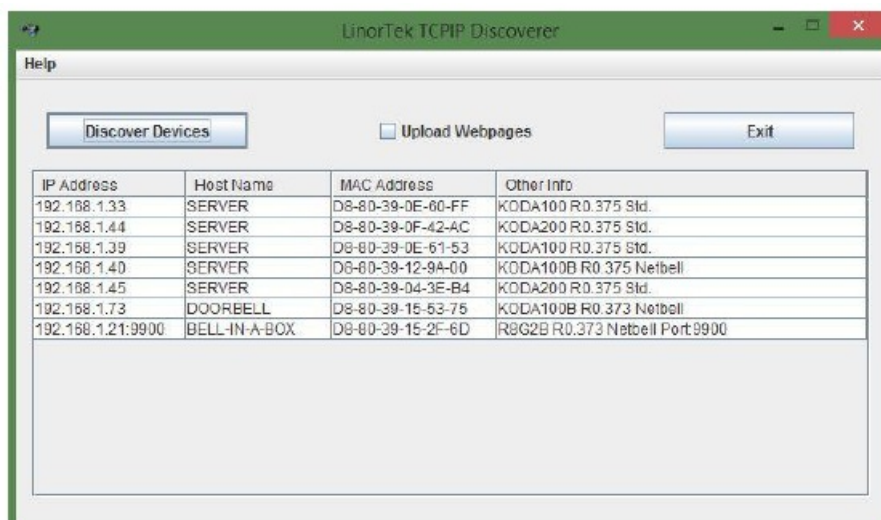 LinorTek TCPIP Discoverer
Help
Discover Devices Upload Webpages Exit
IP Address Host Name MAC Address Other Info
192.168.1.33 SERVER D8-80-39-0E-60-FF KODA100 R0.375 Std.
192.168.1.44 SERVER D8-80-39-0F-42-AC KODA200 R0.375 Std.
192.168.1.39 SERVER D8-80-39-0E-61-53 KODA100 R0.375 Std.
192.168.1.40 SERVER D8-80-39-12-9A-00 KODA100B R0.375 Netbell
192.168.1.45 SERVER D8-80-39-04-3E-B4 KODA200 R0.375 Std.
192.168.1.73 DOORBELL D8-80-39-15-53-75 KODA100B R0.373 Netbell
192.168.1.21:9900 BELL-IN-A-BOX D8-80-39-15-2F-6D R8G2B R0.373 Netbell Port:9900